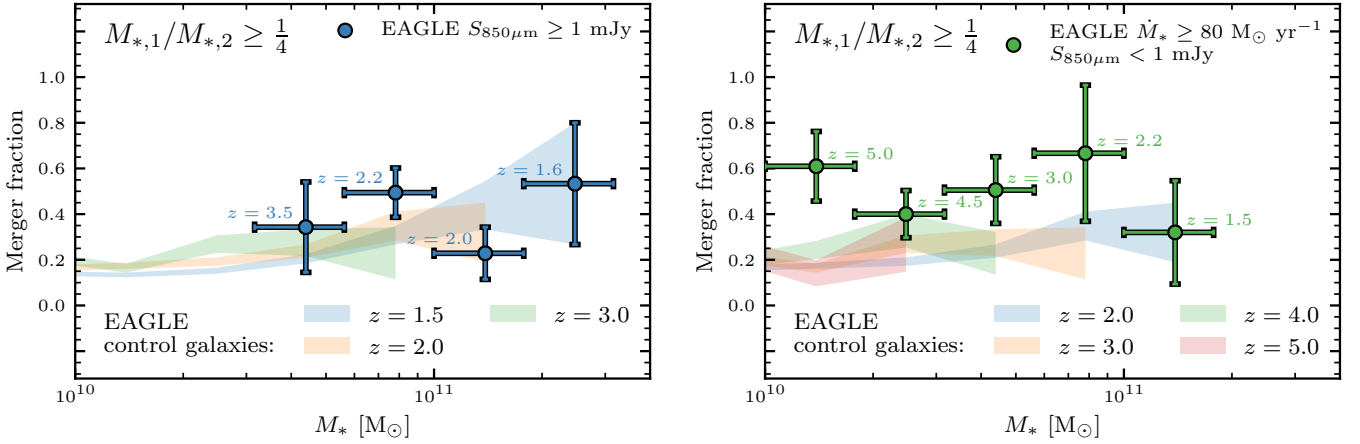 M∗,1/M∗,2 ≥ 1/4
EAGLE S850μm ≥ 1 mJy
Merger fraction
1.0
0.8
0.6
0.4
0.2
0.0
z = 3.5
z = 2.2
z = 2.0
z = 1.6
EAGLE
control galaxies:
z = 1.5
z = 2.0
z = 3.0
10^10
10^11
M∗ [M⊙]
M∗,1/M∗,2 ≥ 1/4
EAGLE Ṁ∗ ≥ 80 M⊙ yr−1
S850μm < 1 mJy
Merger fraction
1.0
0.8
0.6
0.4
0.2
0.0
z = 5.0
z = 4.5
z = 3.0
z = 2.2
z = 1.5
EAGLE
control galaxies:
z = 2.0
z = 3.0
z = 4.0
z = 5.0
10^10
10^11
M∗ [M⊙]